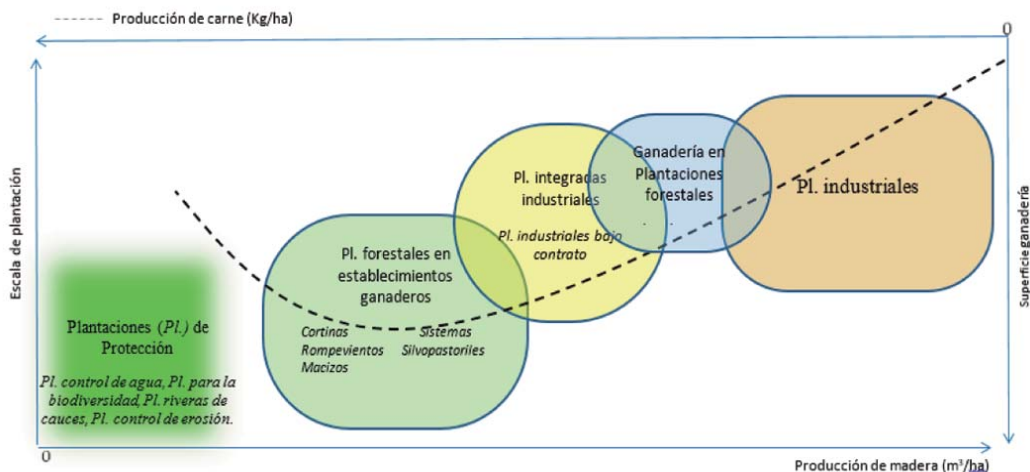 Producción de carne (Kg/ha)
0
Escala de plantación
Superficie ganadería
Ganadería en
Plantaciones
forestales
Pl. industriales
Pl. integradas
industriales
Pl. industriales bajo
contrato
Pl. forestales en
establecimientos
ganaderos
Cortinas
Rompevientos
Macizos
Sistemas
Silvopastoriles
Plantaciones (Pl.) de
Protección
Pl. control de agua, Pl. para la
biodiversidad, Pl. riveras de
cauces, Pl. control de erosión.
0
Producción de madera (m³/ha)